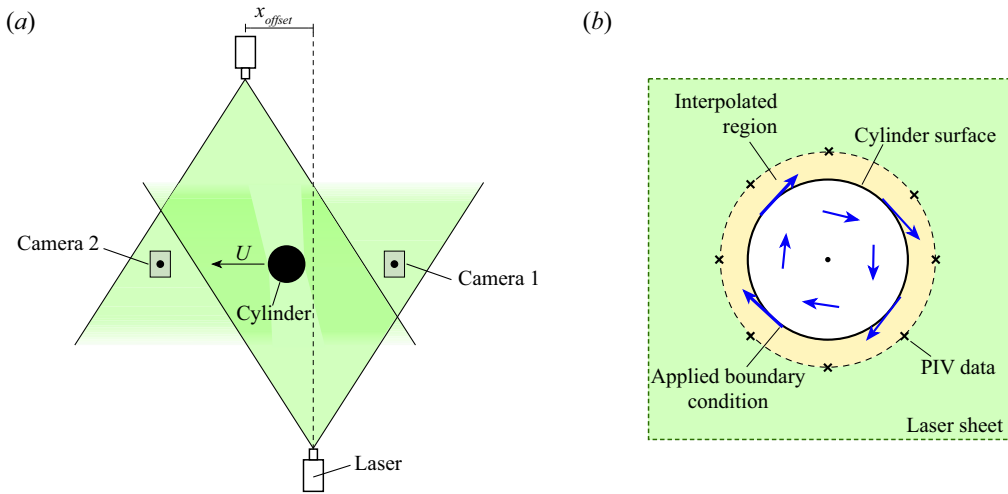 (a)
x_offset
Camera 2
U
Cylinder
Camera 1
Laser
(b)
Interpolated
region
Cylinder surface
Applied boundary
condition
PIV data
Laser sheet